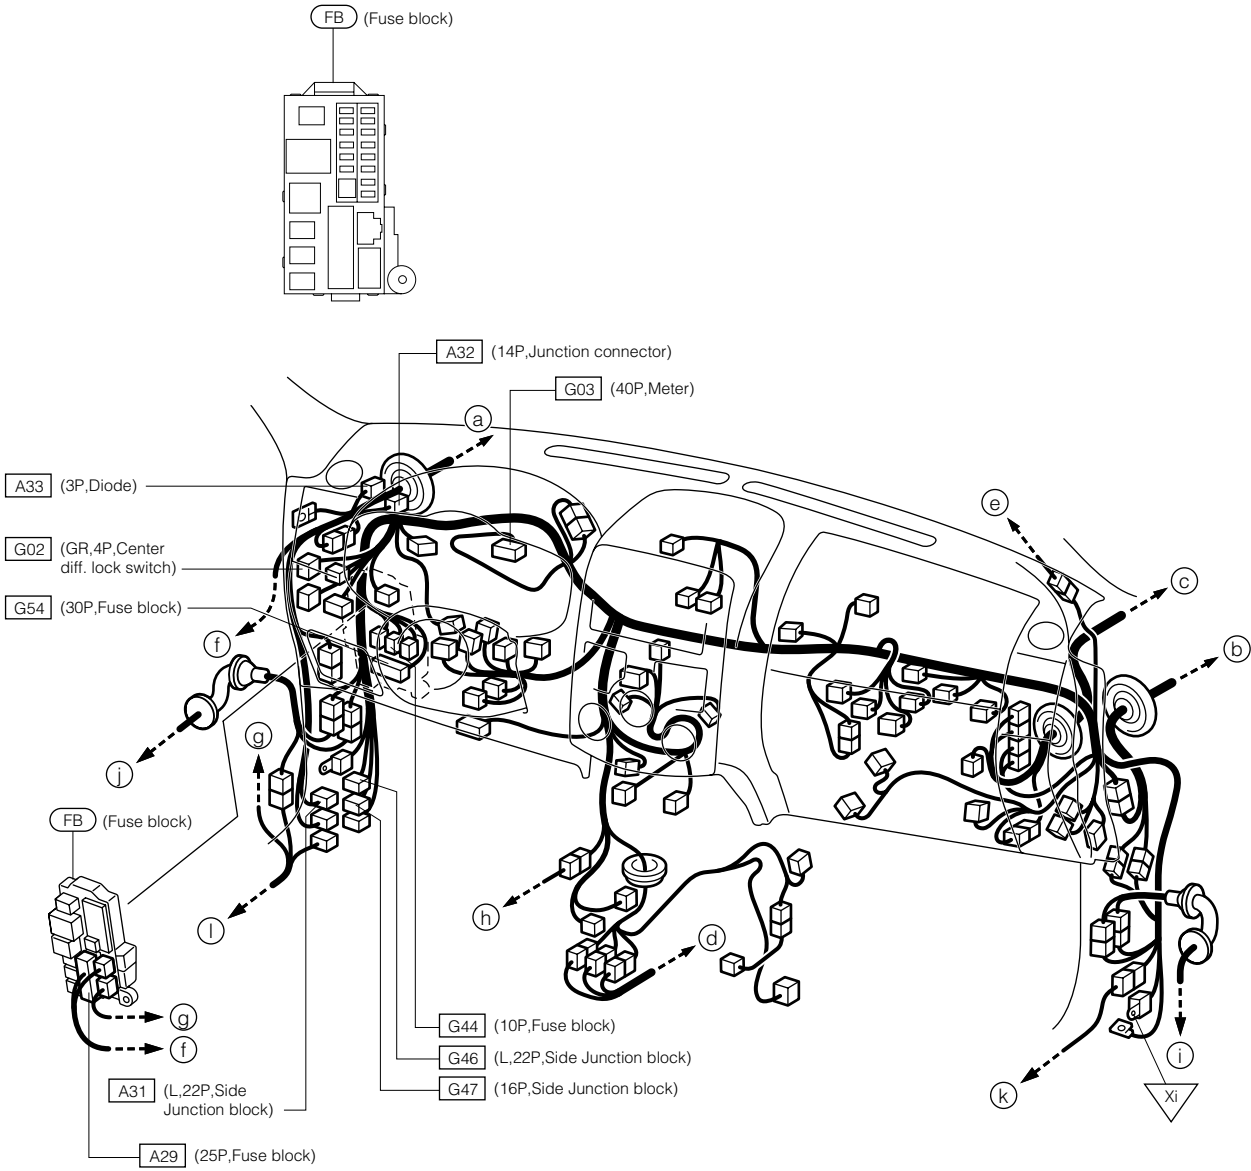 FB (Fuse block)
A32 (14P,Junction connector)
G03 (40P,Meter)
a
A33 (3P,Diode)
e
G02 (GR,4P,Center
diff. lock switch)
c
G54 (30P,Fuse block)
f
b
g
j
FB (Fuse block)
h
l
d
g
G44 (10P,Fuse block)
f
G46 (L,22P,Side Junction block)
i
A31 (L,22P,Side
Junction block)
G47 (16P,Side Junction block)
k
Xi
A29 (25P,Fuse block)